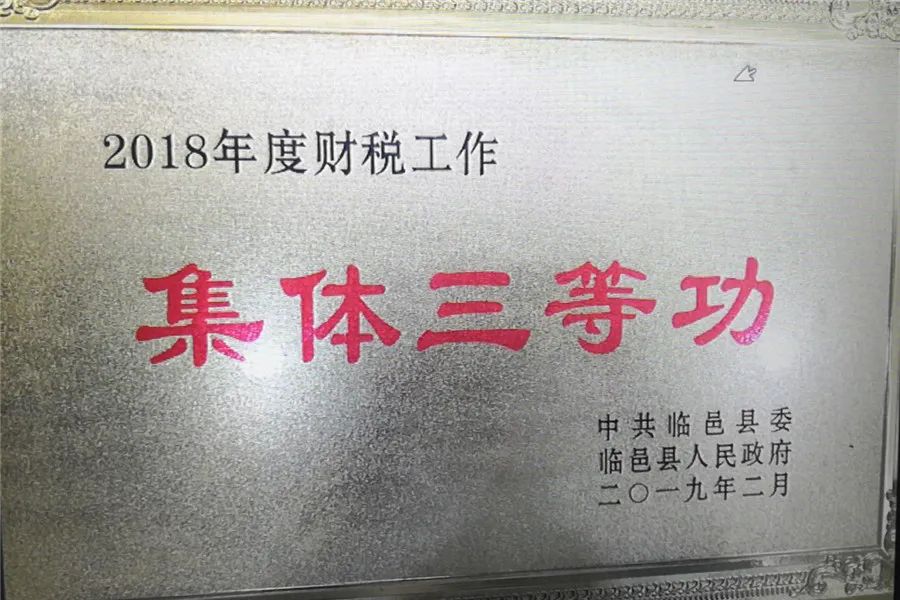 2018年度财税工作
集体三等功
中共临邑县委
临邑县人民政府
二〇一九年二月